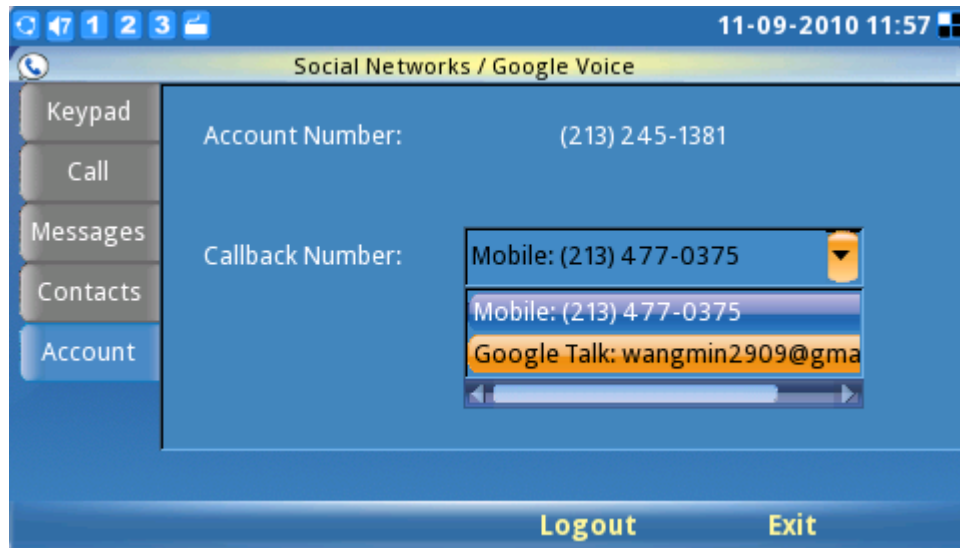 7 1 2 3 11-09-2010 11:57
Social Networks / Google Voice
Keypad
Account Number: (213) 245-1381
Call
Messages
Callback Number: Mobile: (213) 477-0375
Contacts
Mobile: (213) 477-0375
Account
Google Talk: wangmin2909@gma
Logout Exit